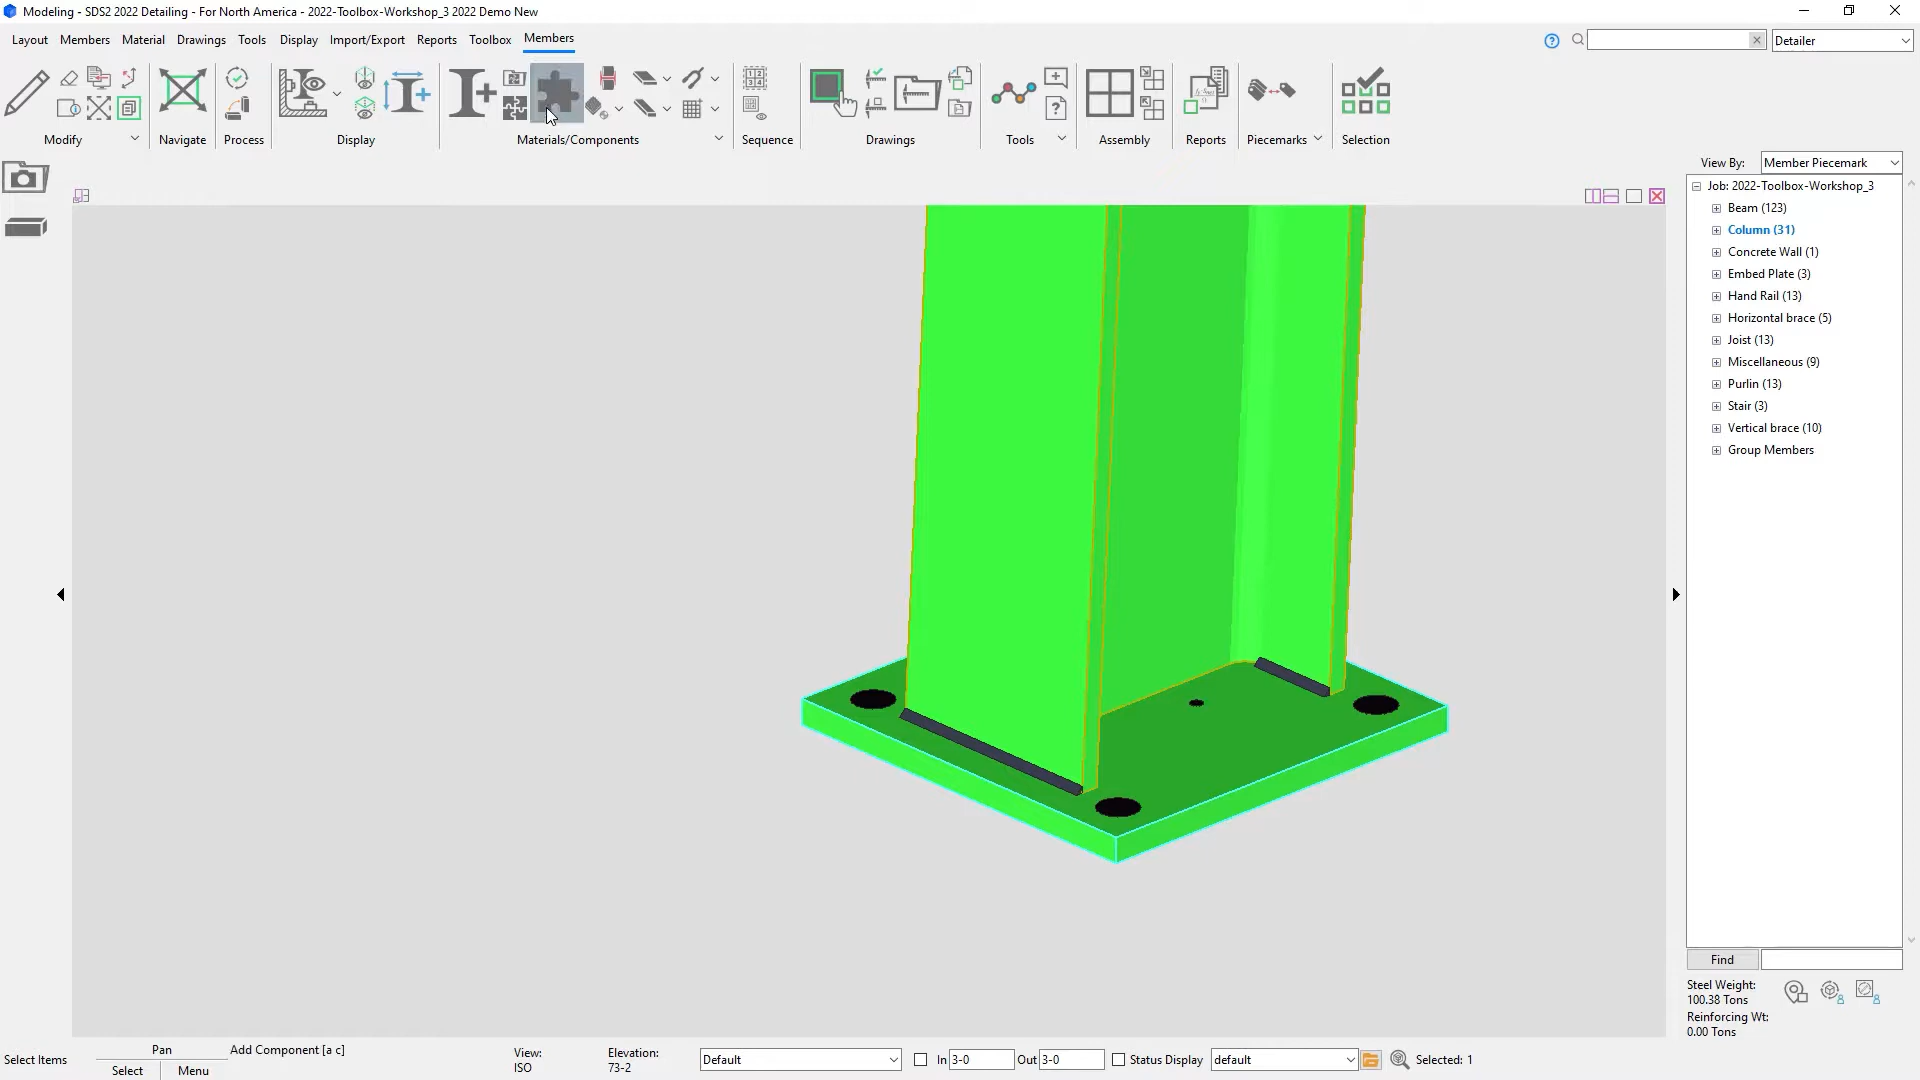 Modeling - SDS2 2022 Detailing - For North America - 2022-Toolbox-Workshop_3 2022 Demo New
Layout Members Material Drawings Tools Display Import/Export Reports Toolbox Members
Detailer
Modify Navigate Process Display Materials/Components Sequence Drawings Tools Assembly Reports Piecemarks Selection
View By: Member Piecemark
Job: 2022-Toolbox-Workshop_3
Beam (123)
Column (31)
Concrete Wall (1)
Embed Plate (3)
Hand Rail (13)
Horizontal brace (5)
Joist (13)
Miscellaneous (9)
Purlin (13)
Stair (3)
Vertical brace (10)
Group Members
Find
Steel Weight:
100.38 Tons
Reinforcing Wt:
0.00 Tons
Select Items
Pan
Select Menu
Add Component [a c]
View:
ISO
Elevation:
73-2
Default
In 3-0 Out 3-0 Status Display default Selected: 1